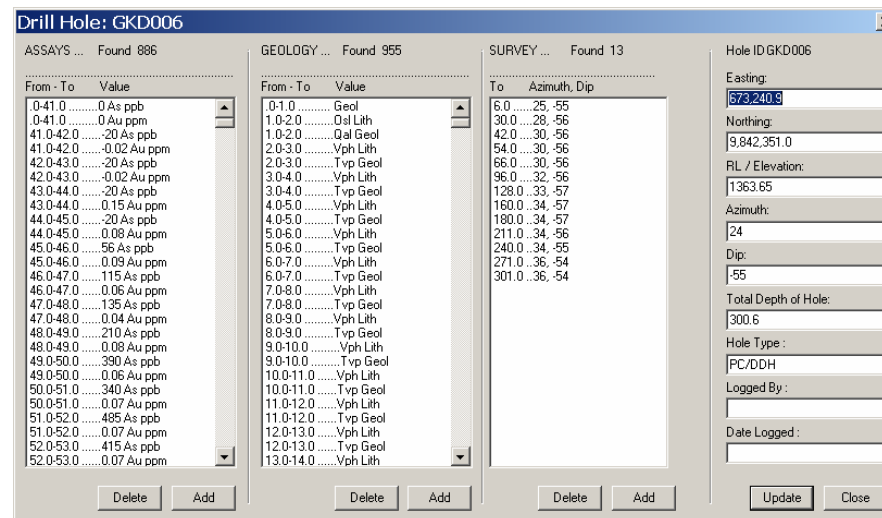 Drill Hole: GKD006
ASSAYS ... Found 886
From - To Value
.0-41.0 ........0 As ppb
.0-41.0 ........0 Au ppm
41.0-42.0 ......-20 As ppb
41.0-42.0 ......-0.02 Au ppm
42.0-43.0 ......-20 As ppb
42.0-43.0 ......-0.02 Au ppm
43.0-44.0 ......-20 As ppb
43.0-44.0 ......0.15 Au ppm
44.0-45.0 ......-20 As ppb
44.0-45.0 ......0.08 Au ppm
45.0-46.0 ......56 As ppb
45.0-46.0 ......0.09 Au ppm
46.0-47.0 ......115 As ppb
46.0-47.0 ......0.06 Au ppm
47.0-48.0 ......135 As ppb
47.0-48.0 ......0.04 Au ppm
48.0-49.0 ......210 As ppb
48.0-49.0 ......0.08 Au ppm
49.0-50.0 ......390 As ppb
49.0-50.0 ......0.06 Au ppm
50.0-51.0 ......340 As ppb
50.0-51.0 ......0.07 Au ppm
51.0-52.0 ......485 As ppb
51.0-52.0 ......0.07 Au ppm
52.0-53.0 ......415 As ppb
52.0-53.0 ......0.07 Au ppm
Delete Add
GEOLOGY ... Found 955
From - To Value
.0-1.0 ......... Geol
1.0-2.0 .........Osl Lith
1.0-2.0 .........Qal Geol
2.0-3.0 .........Vph Lith
2.0-3.0 .........Tvp Geol
3.0-4.0 .........Vph Lith
3.0-4.0 .........Tvp Geol
4.0-5.0 .........Vph Lith
4.0-5.0 .........Tvp Geol
5.0-6.0 .........Vph Lith
5.0-6.0 .........Tvp Geol
6.0-7.0 .........Vph Lith
6.0-7.0 .........Tvp Geol
7.0-8.0 .........Vph Lith
7.0-8.0 .........Tvp Geol
8.0-9.0 .........Vph Lith
8.0-9.0 .........Tvp Geol
9.0-10.0 .........Vph Lith
9.0-10.0 .........Tvp Geol
10.0-11.0 ......Vph Lith
10.0-11.0 ......Tvp Geol
11.0-12.0 ......Vph Lith
11.0-12.0 ......Tvp Geol
12.0-13.0 ......Vph Lith
12.0-13.0 ......Tvp Geol
13.0-14.0 ......Vph Lith
Delete Add
SURVEY ... Found 13
To Azimuth, Dip
6.0 .....25, -55
30.0 ....28, -56
42.0 ....30, -56
54.0 ....30, -56
66.0 ....30, -56
96.0 ....32, -56
128.0 ..33, -57
160.0 ..34, -57
180.0 ..34, -57
211.0 ..34, -56
240.0 ..34, -55
271.0 ..36, -54
301.0 ..36, -54
Delete Add
Hole ID GKD006
Easting:
673,240.9
Northing:
9,842,351.0
RL / Elevation:
1363.65
Azimuth:
24
Dip:
-55
Total Depth of Hole:
300.6
Hole Type :
PC/DDH
Logged By :
Date Logged :
Update Close